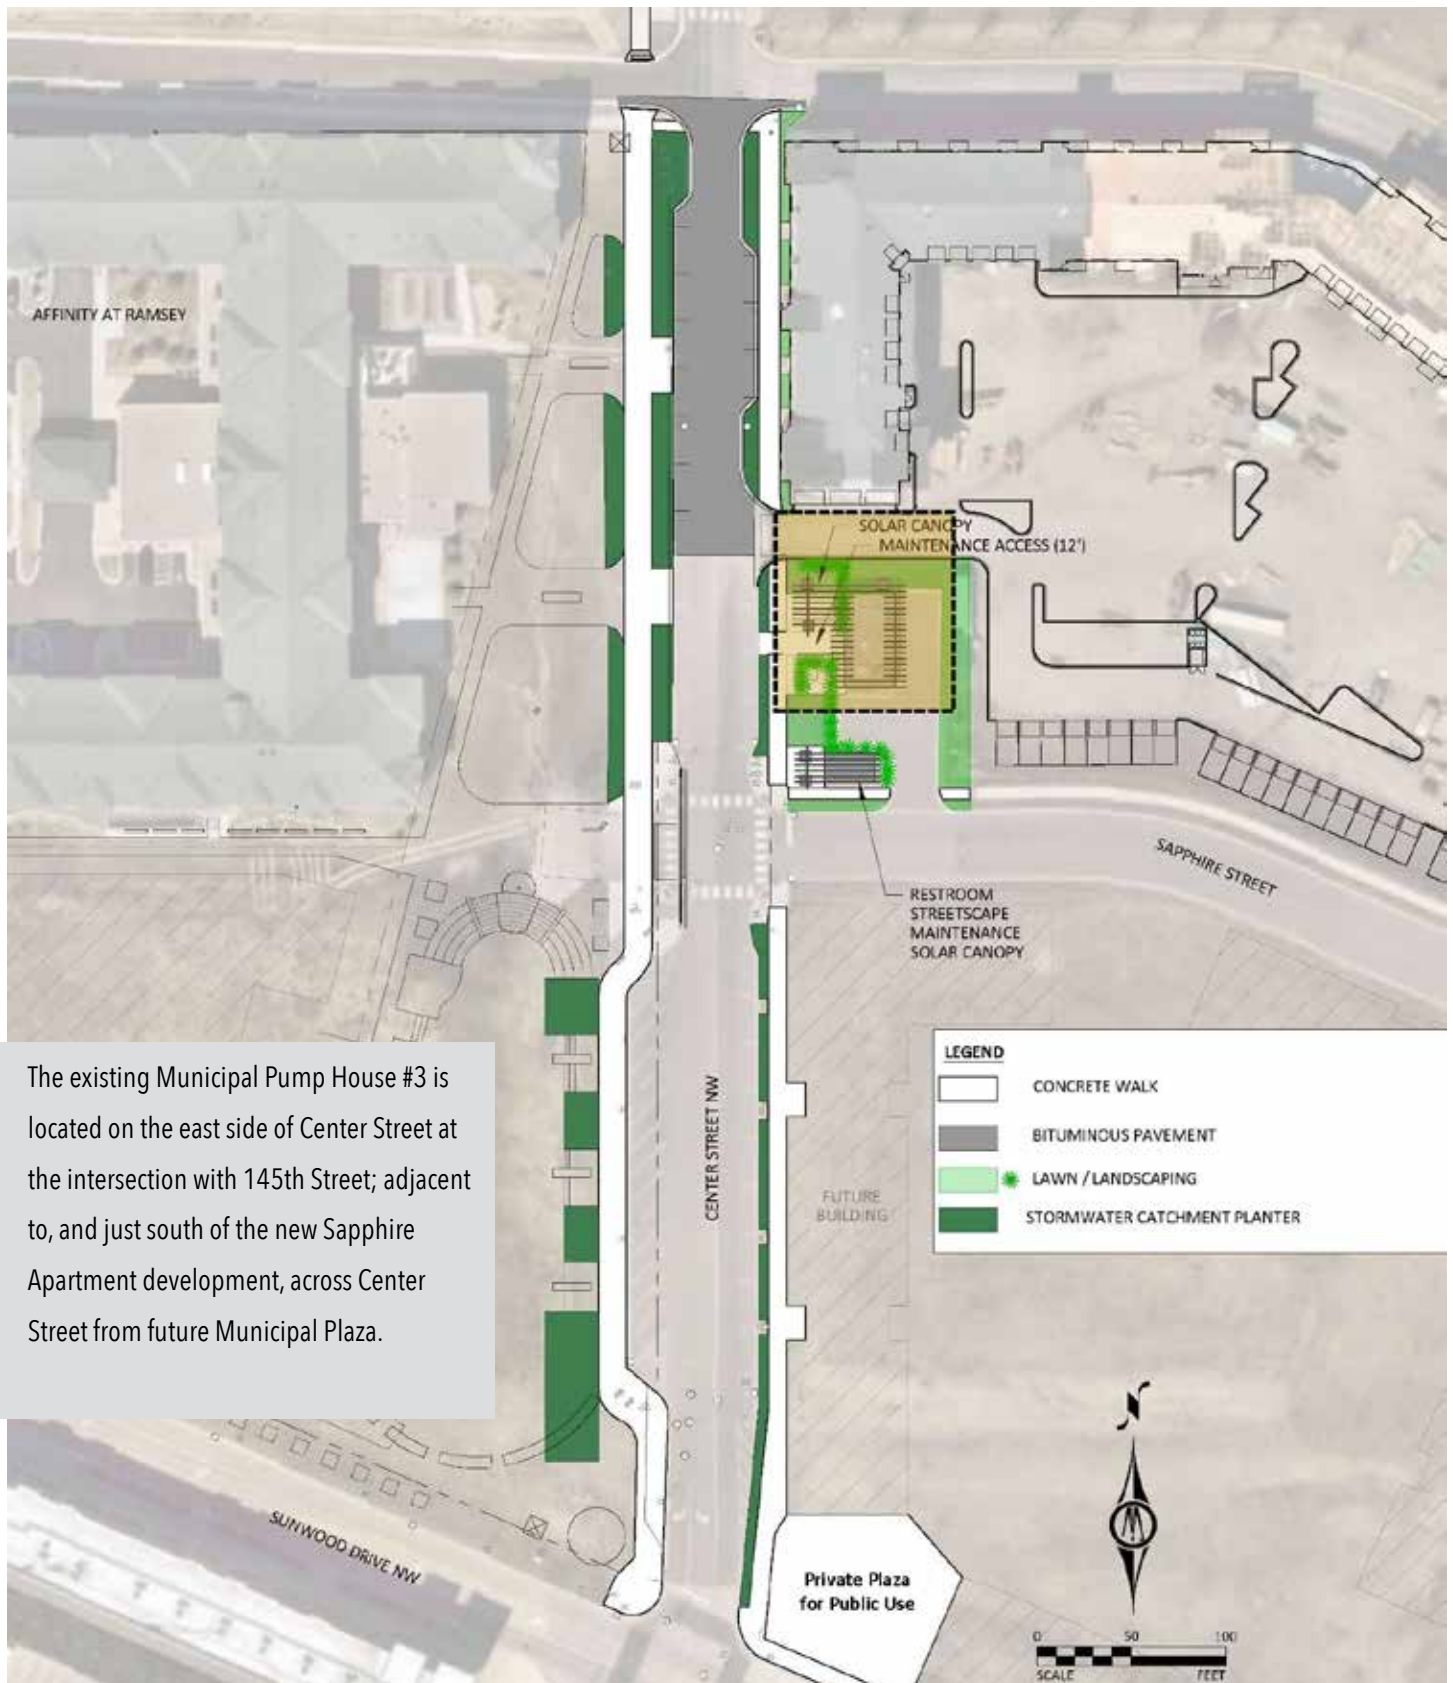 AFFINITY AT RAMSEY
SOLAR CANOPY
MAINTENANCE ACCESS (12')
SAPPHIRE STREET
RESTROOM
STREETSCAPE
MAINTENANCE
SOLAR CANOPY
The existing Municipal Pump House #3 is
located on the east side of Center Street at
the intersection with 145th Street; adjacent
to, and just south of the new Sapphire
Apartment development, across Center
Street from future Municipal Plaza.
CENTER STREET NW
FUTURE
BUILDING
LEGEND
CONCRETE WALK
BITUMINOUS PAVEMENT
LAWN / LANDSCAPING
STORMWATER CATCHMENT PLANTER
SUNWOOD DRIVE NW
Private Plaza
for Public Use
N
0 50 100
SCALE FEET